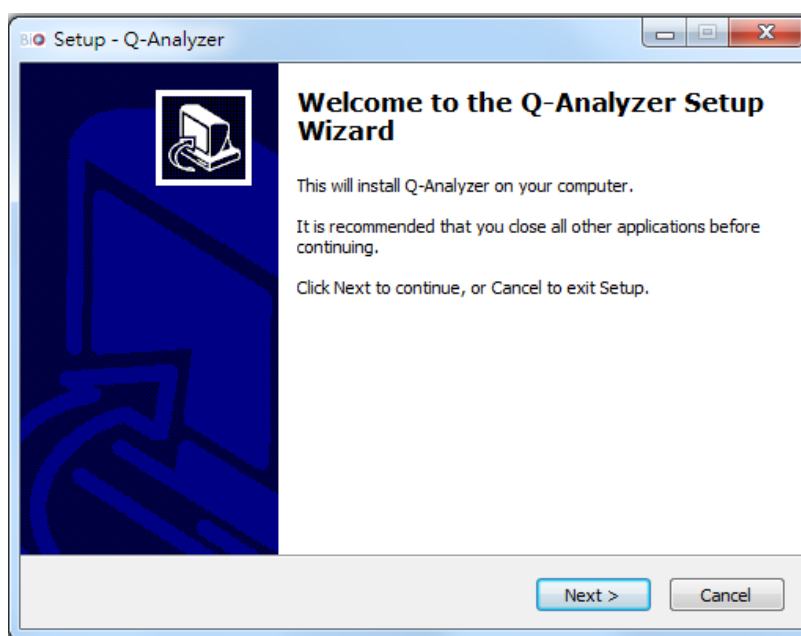 BiO Setup - Q-Analyzer
Welcome to the Q-Analyzer Setup
Wizard
This will install Q-Analyzer on your computer.
It is recommended that you close all other applications before
continuing.
Click Next to continue, or Cancel to exit Setup.
Next >
Cancel